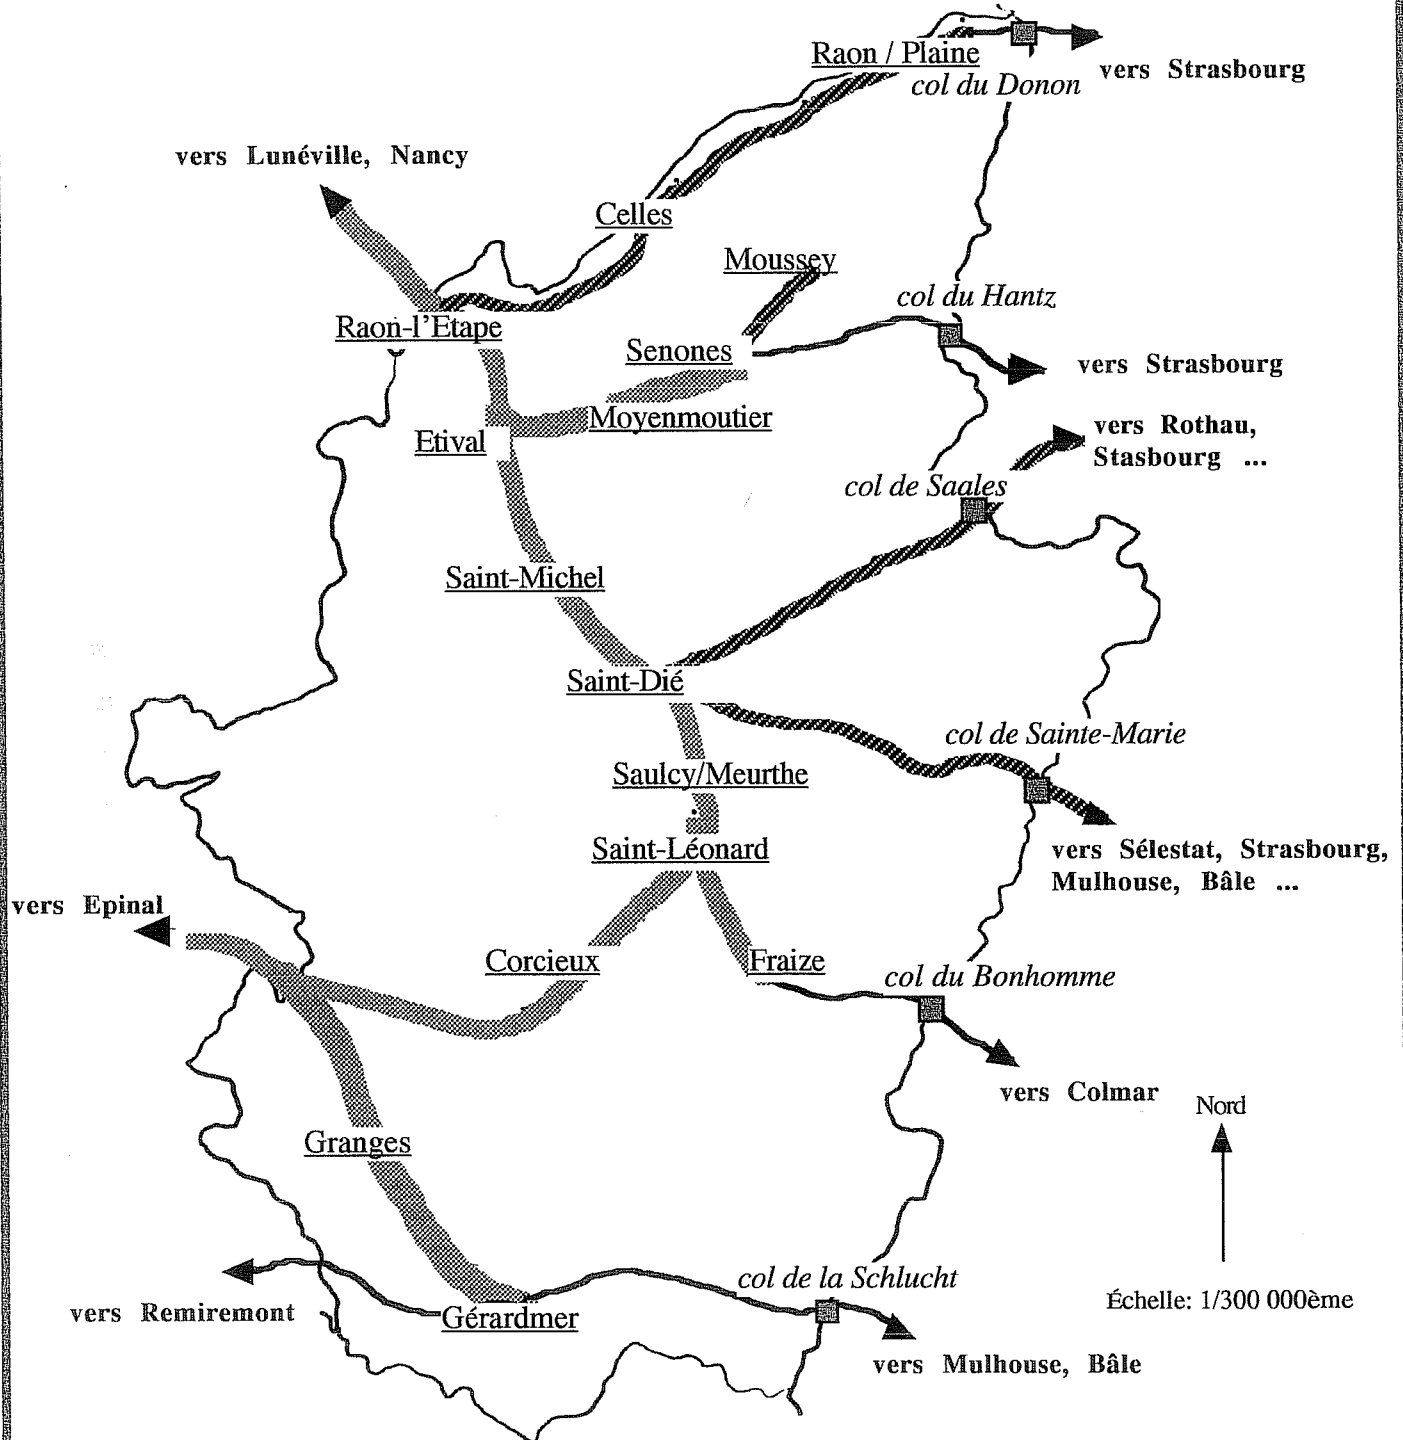 Raon / Plaine
vers Strasbourg
col du Donon
vers Lunéville, Nancy
Celles
Moussey
col du Hantz
Raon-l'Etape
Senones
vers Strasbourg
Moyenmoutier
vers Rothau,
Stasbourg ...
Etival
col de Saales
Saint-Michel
Saint-Dié
col de Sainte-Marie
Saulcy/Meurthe
Saint-Léonard
vers Sélestat, Strasbourg,
Mulhouse, Bâle ...
vers Epinal
Corcieux
Fraize
col du Bonhomme
vers Colmar
Nord
Granges
col de la Schlucht
Échelle: 1/300 000ème
vers Remiremont
Gérardmer
vers Mulhouse, Bâle